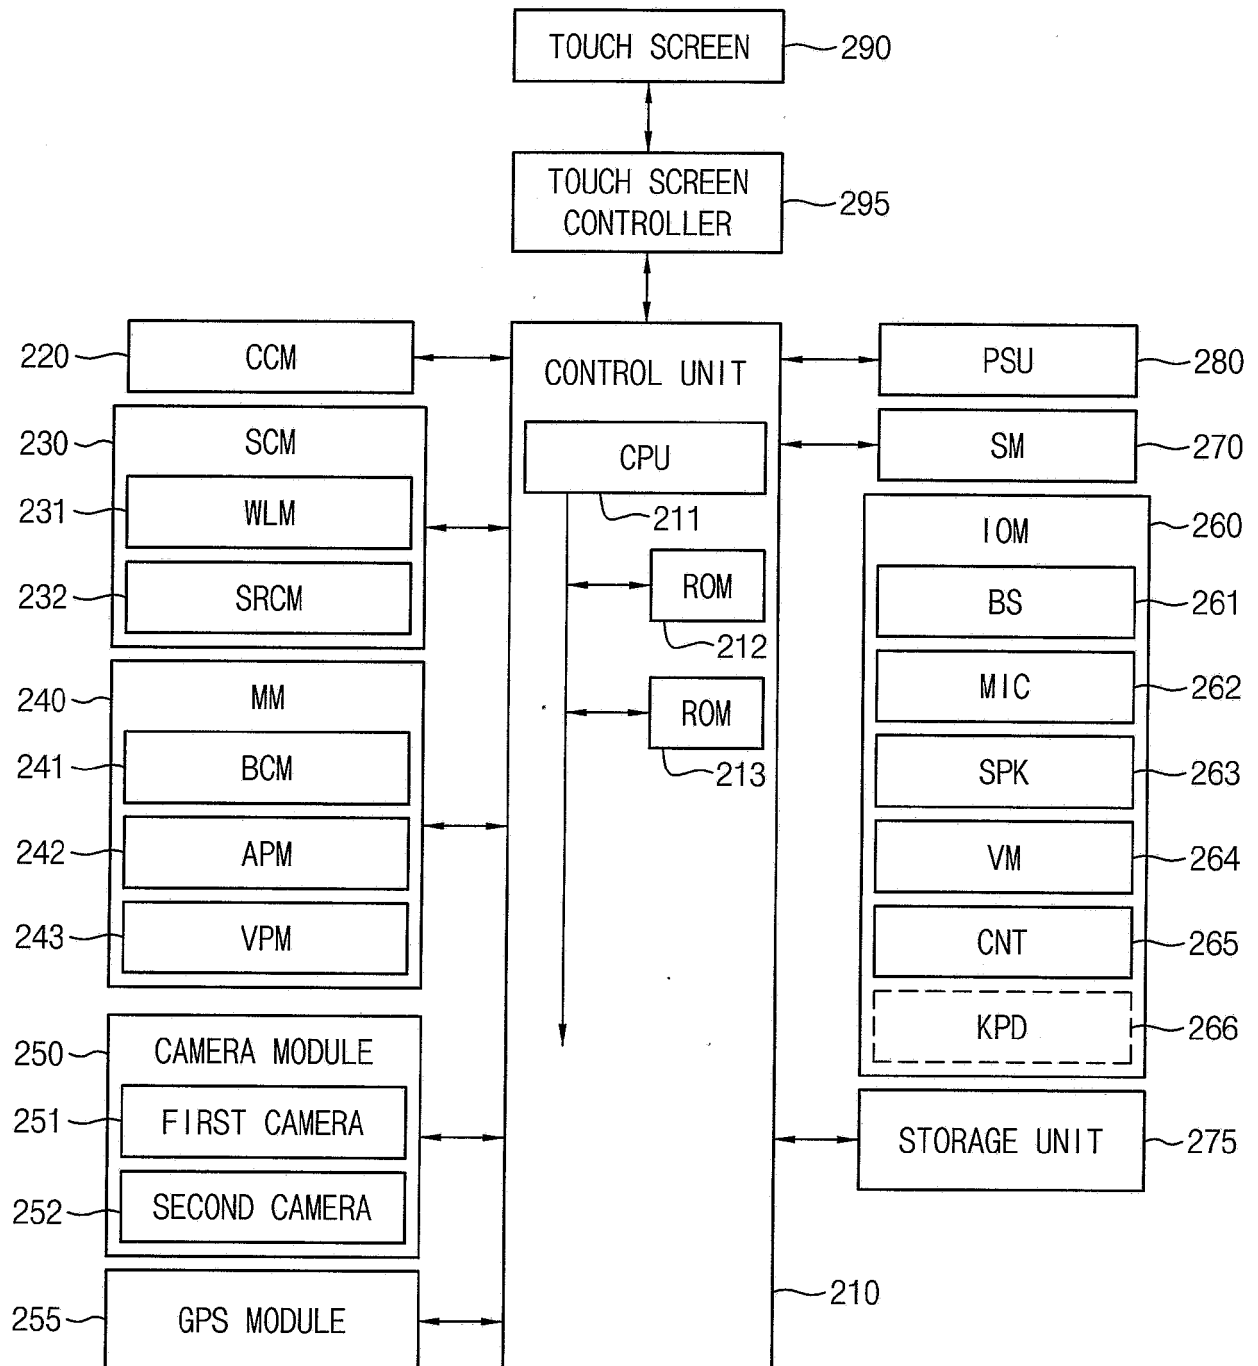 TOUCH SCREEN
290
TOUCH SCREEN
CONTROLLER
295
220
CCM
230
SCM
231
WLM
232
SRCM
240
MM
241
BCM
242
APM
243
VPM
250
CAMERA MODULE
251
FIRST CAMERA
252
SECOND CAMERA
255
GPS MODULE
CONTROL UNIT
CPU
211
ROM
212
ROM
213
210
PSU
280
SM
270
IOM
260
BS
261
MIC
262
SPK
263
VM
264
CNT
265
KPD
266
STORAGE UNIT
275